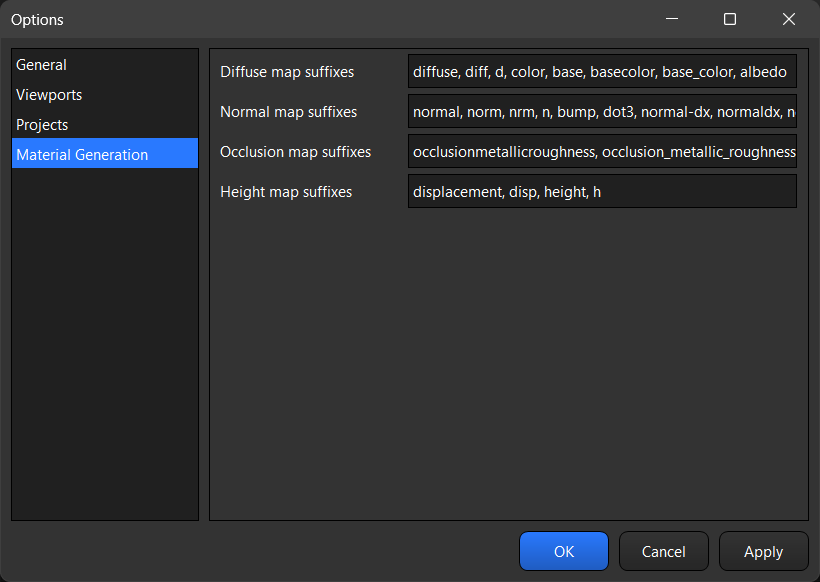 Options
General
Viewports
Projects
Material Generation
Diffuse map suffixes
diffuse, diff, d, color, base, basecolor, base_color, albedo
Normal map suffixes
normal, norm, nrm, n, bump, dot3, normal-dx, normaldx, n
Occlusion map suffixes
occlusionmetallicroughness, occlusion_metallic_roughness
Height map suffixes
displacement, disp, height, h
OK
Cancel
Apply